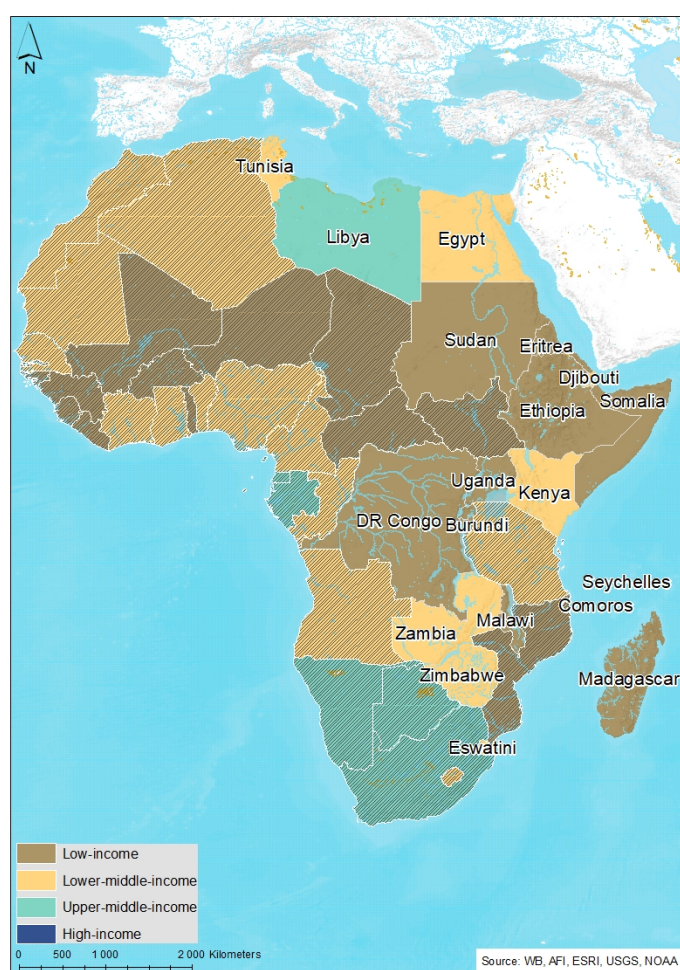 N
Tunisia
Libya
Egypt
Sudan
Eritrea
Djibouti
Somalia
Ethiopia
Uganda
Kenya
DR Congo
Burundi
Seychelles
Comoros
Malawi
Zambia
Zimbabwe
Madagascar
Eswatini
Low-income
Lower-middle-income
Upper-middle-income
High-income
0 500 1 000 2 000 Kilometers
Source: WB, AFI, ESRI, USGS, NOAA